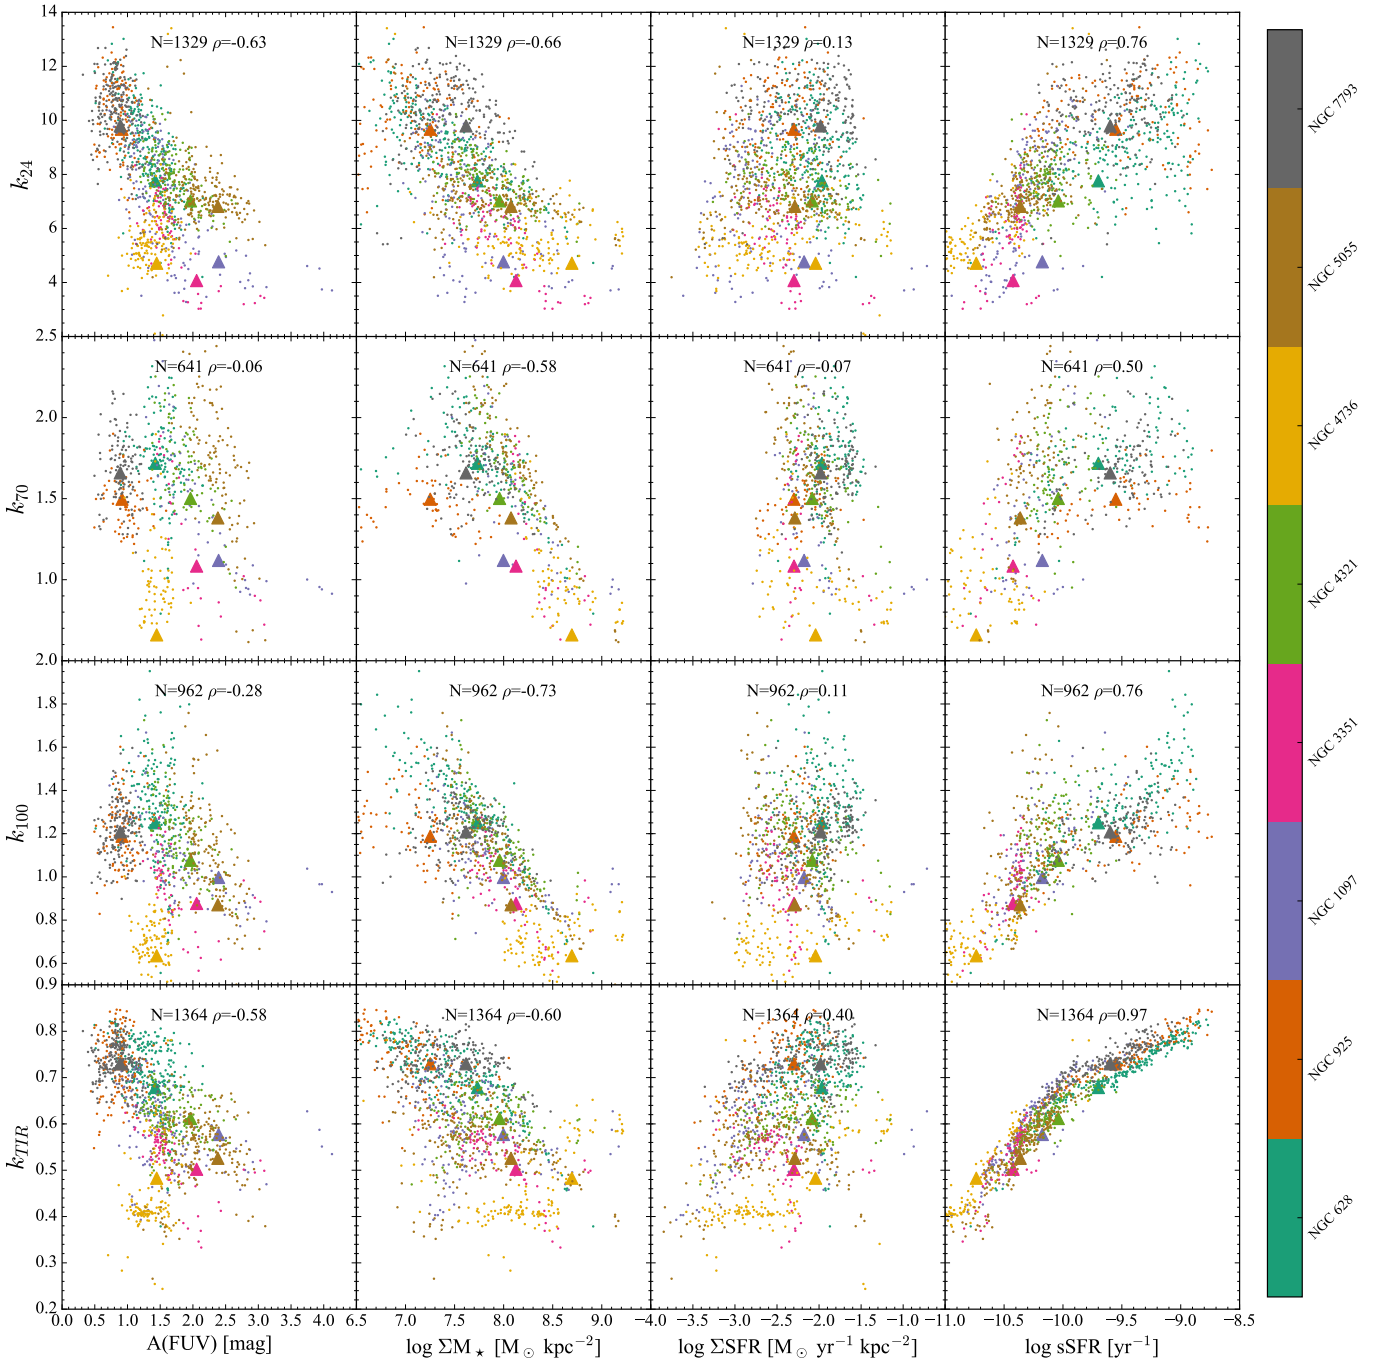 14
12
10
8
6
4
2.5
k24
N=1329 ρ=-0.63
N=1329 ρ=-0.66
N=1329 ρ=0.13
N=1329 ρ=0.76
2.0
1.5
1.0
2.0
k70
N=641 ρ=-0.06
N=641 ρ=-0.58
N=641 ρ=-0.07
N=641 ρ=0.50
1.8
1.6
1.4
1.2
1.0
0.8
0.6
0.9
k100
N=962 ρ=-0.28
N=962 ρ=-0.73
N=962 ρ=0.11
N=962 ρ=0.76
0.8
0.7
0.6
0.5
0.4
0.3
0.2
kTIR
N=1364 ρ=-0.58
N=1364 ρ=-0.60
N=1364 ρ=0.40
N=1364 ρ=0.97
0.0 0.5 1.0 1.5 2.0 2.5 3.0 3.5 4.0 6.5 7.0 7.5 8.0 8.5 9.0 −4.0 −3.5 −3.0 −2.5 −2.0 −1.5 −1.0 −11.0 −10.5 −10.0 −9.5 −9.0 −8.5
A(FUV) [mag]
log ΣM⋆ [M⊙ kpc−2]
log ΣSFR [M⊙ yr−1 kpc−2]
log sSFR [yr−1]
NGC 7793
NGC 5055
NGC 4736
NGC 4321
NGC 3351
NGC 1097
NGC 925
NGC 628